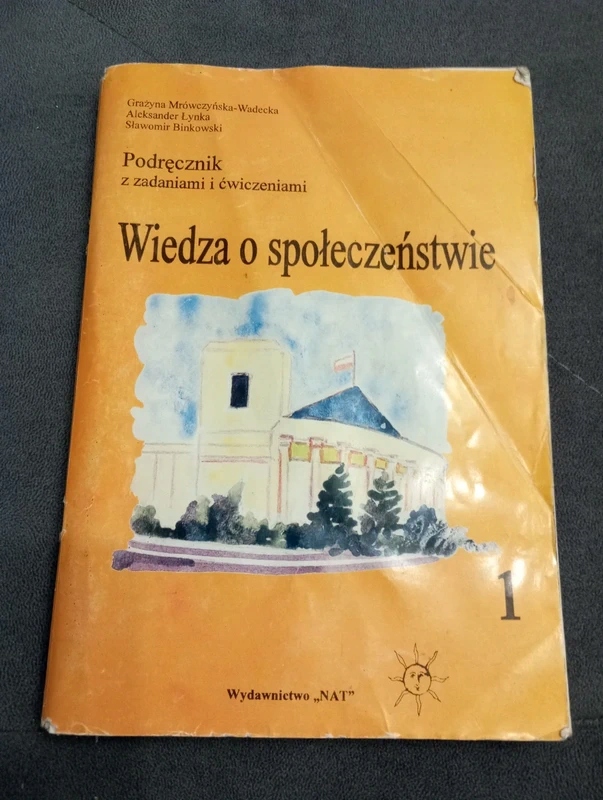 Grażyna Mrówczyńska-Wadecka
Aleksander Łynka
Sławomir Binkowski
Podręcznik
z zadaniami i ćwiczeniami
Wiedza o społeczeństwie
1
Wydawnictwo „NAT”